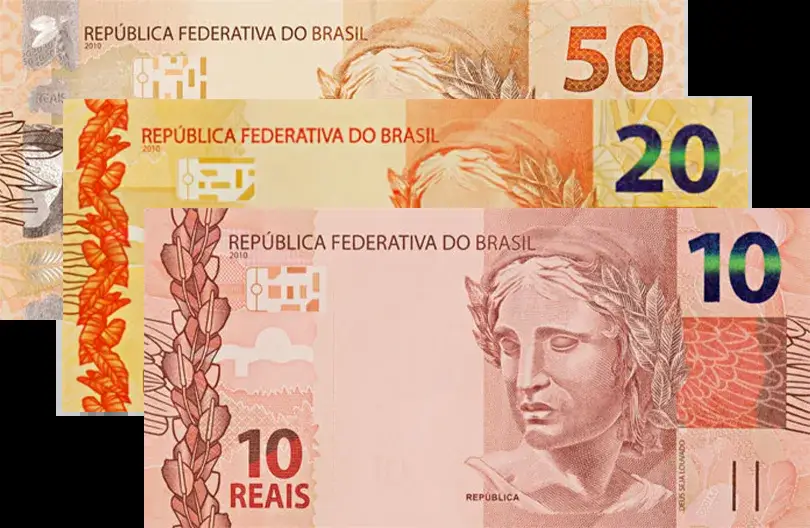 REPÚBLICA FEDERATIVA DO BRASIL
2010
50
REAIS
REPÚBLICA FEDERATIVA DO BRASIL
2010
20
REPÚBLICA FEDERATIVA DO BRASIL
2010
10
10
REAIS
REPÚBLICA
DEUS SEJA LOUVADO